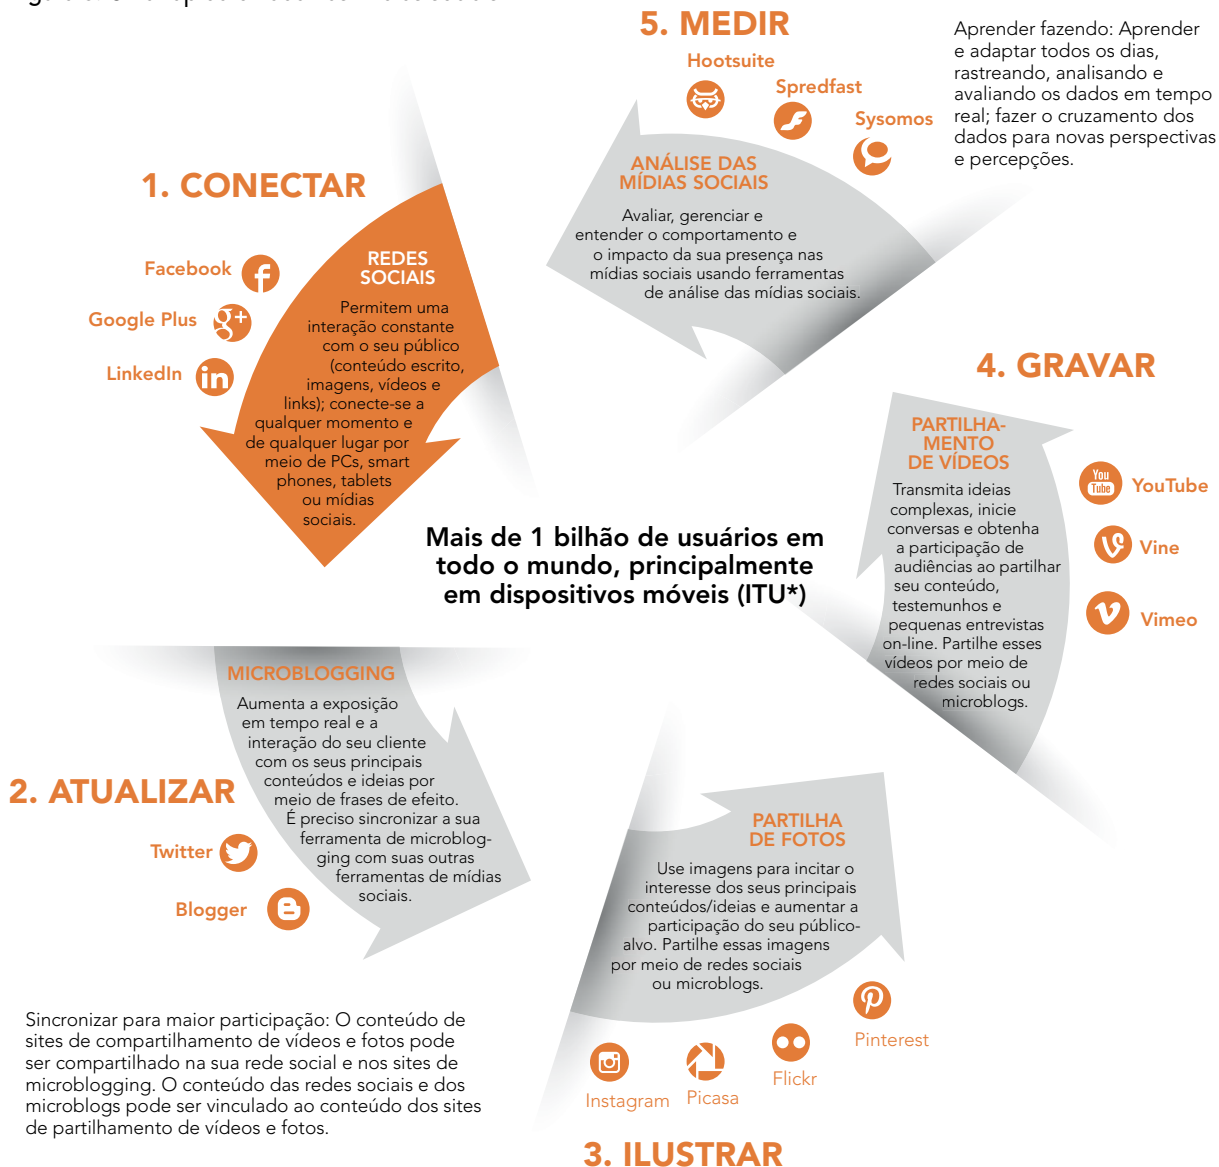 5. MEDIR
Hootsuite
Spredfast
Sysomos
Aprender fazendo: Aprender
e adaptar todos os dias,
rastreando, analisando e
avaliando os dados em tempo
real; fazer o cruzamento dos
dados para novas perspectivas
e percepções.
ANÁLISE DAS
MÍDIAS SOCIAIS
Avaliar, gerenciar e
entender o comportamento e
o impacto da sua presença nas
mídias sociais usando ferramentas
de análise das mídias sociais.
1. CONECTAR
Facebook
Google Plus
LinkedIn
REDES
SOCIAIS
Permitem uma
interação constante
com o seu público
(conteúdo escrito,
imagens, vídeos e
links); conecte-se a
qualquer momento e
de qualquer lugar por
meio de PCs, smart
phones, tablets
ou mídias
sociais.
4. GRAVAR
PARTILHA-
MENTO
DE VÍDEOS
Transmita ideias
complexas, inicie
conversas e obtenha
a participação de
audiências ao partilhar
seu conteúdo,
testemunhos e
pequenas entrevistas
on-line. Partilhe esses
vídeos por meio de
redes sociais ou
microblogs.
You
Tube
YouTube
Vine
Vimeo
Mais de 1 bilhão de usuários em
todo o mundo, principalmente
em dispositivos móveis (ITU*)
MICROBLOGGING
Aumenta a exposição
em tempo real e a
interação do seu cliente
com os seus principais
conteúdos e ideias por
meio de frases de efeito.
É preciso sincronizar a sua
ferramenta de microblog-
ging com suas outras
ferramentas de mídias
sociais.
2. ATUALIZAR
Twitter
Blogger
PARTILHA
DE FOTOS
Use imagens para incitar o
interesse dos seus principais
conteúdos/ideias e aumentar a
participação do seu público-
alvo. Partilhe essas imagens
por meio de redes sociais
ou microblogs.
Instagram
Picasa
Flickr
Pinterest
3. ILUSTRAR
Sincronizar para maior participação: O conteúdo de
sites de compartilhamento de vídeos e fotos pode
ser compartilhado na sua rede social e nos sites de
microblogging. O conteúdo das redes sociais e dos
microblogs pode ser vinculado ao conteúdo dos sites
de partilhamento de vídeos e fotos.